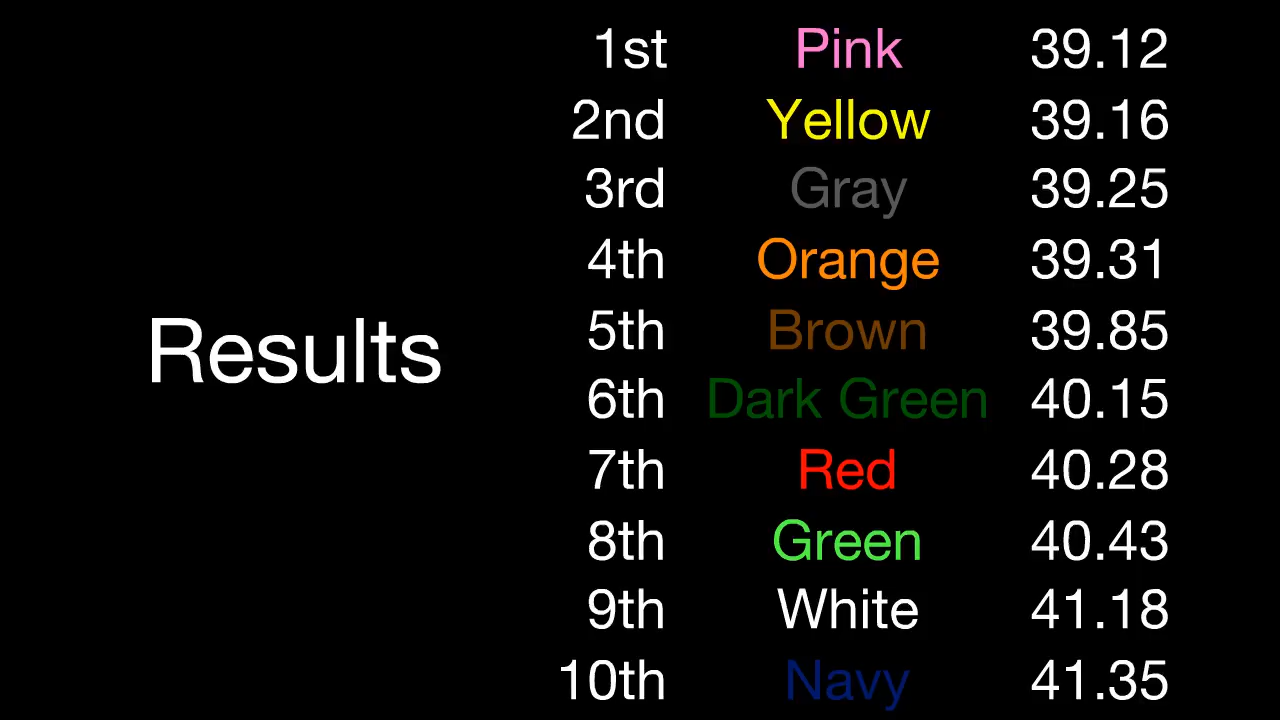 Results
1st Pink 39.12
2nd Yellow 39.16
3rd Gray 39.25
4th Orange 39.31
5th Brown 39.85
6th Dark Green 40.15
7th Red 40.28
8th Green 40.43
9th White 41.18
10th Navy 41.35